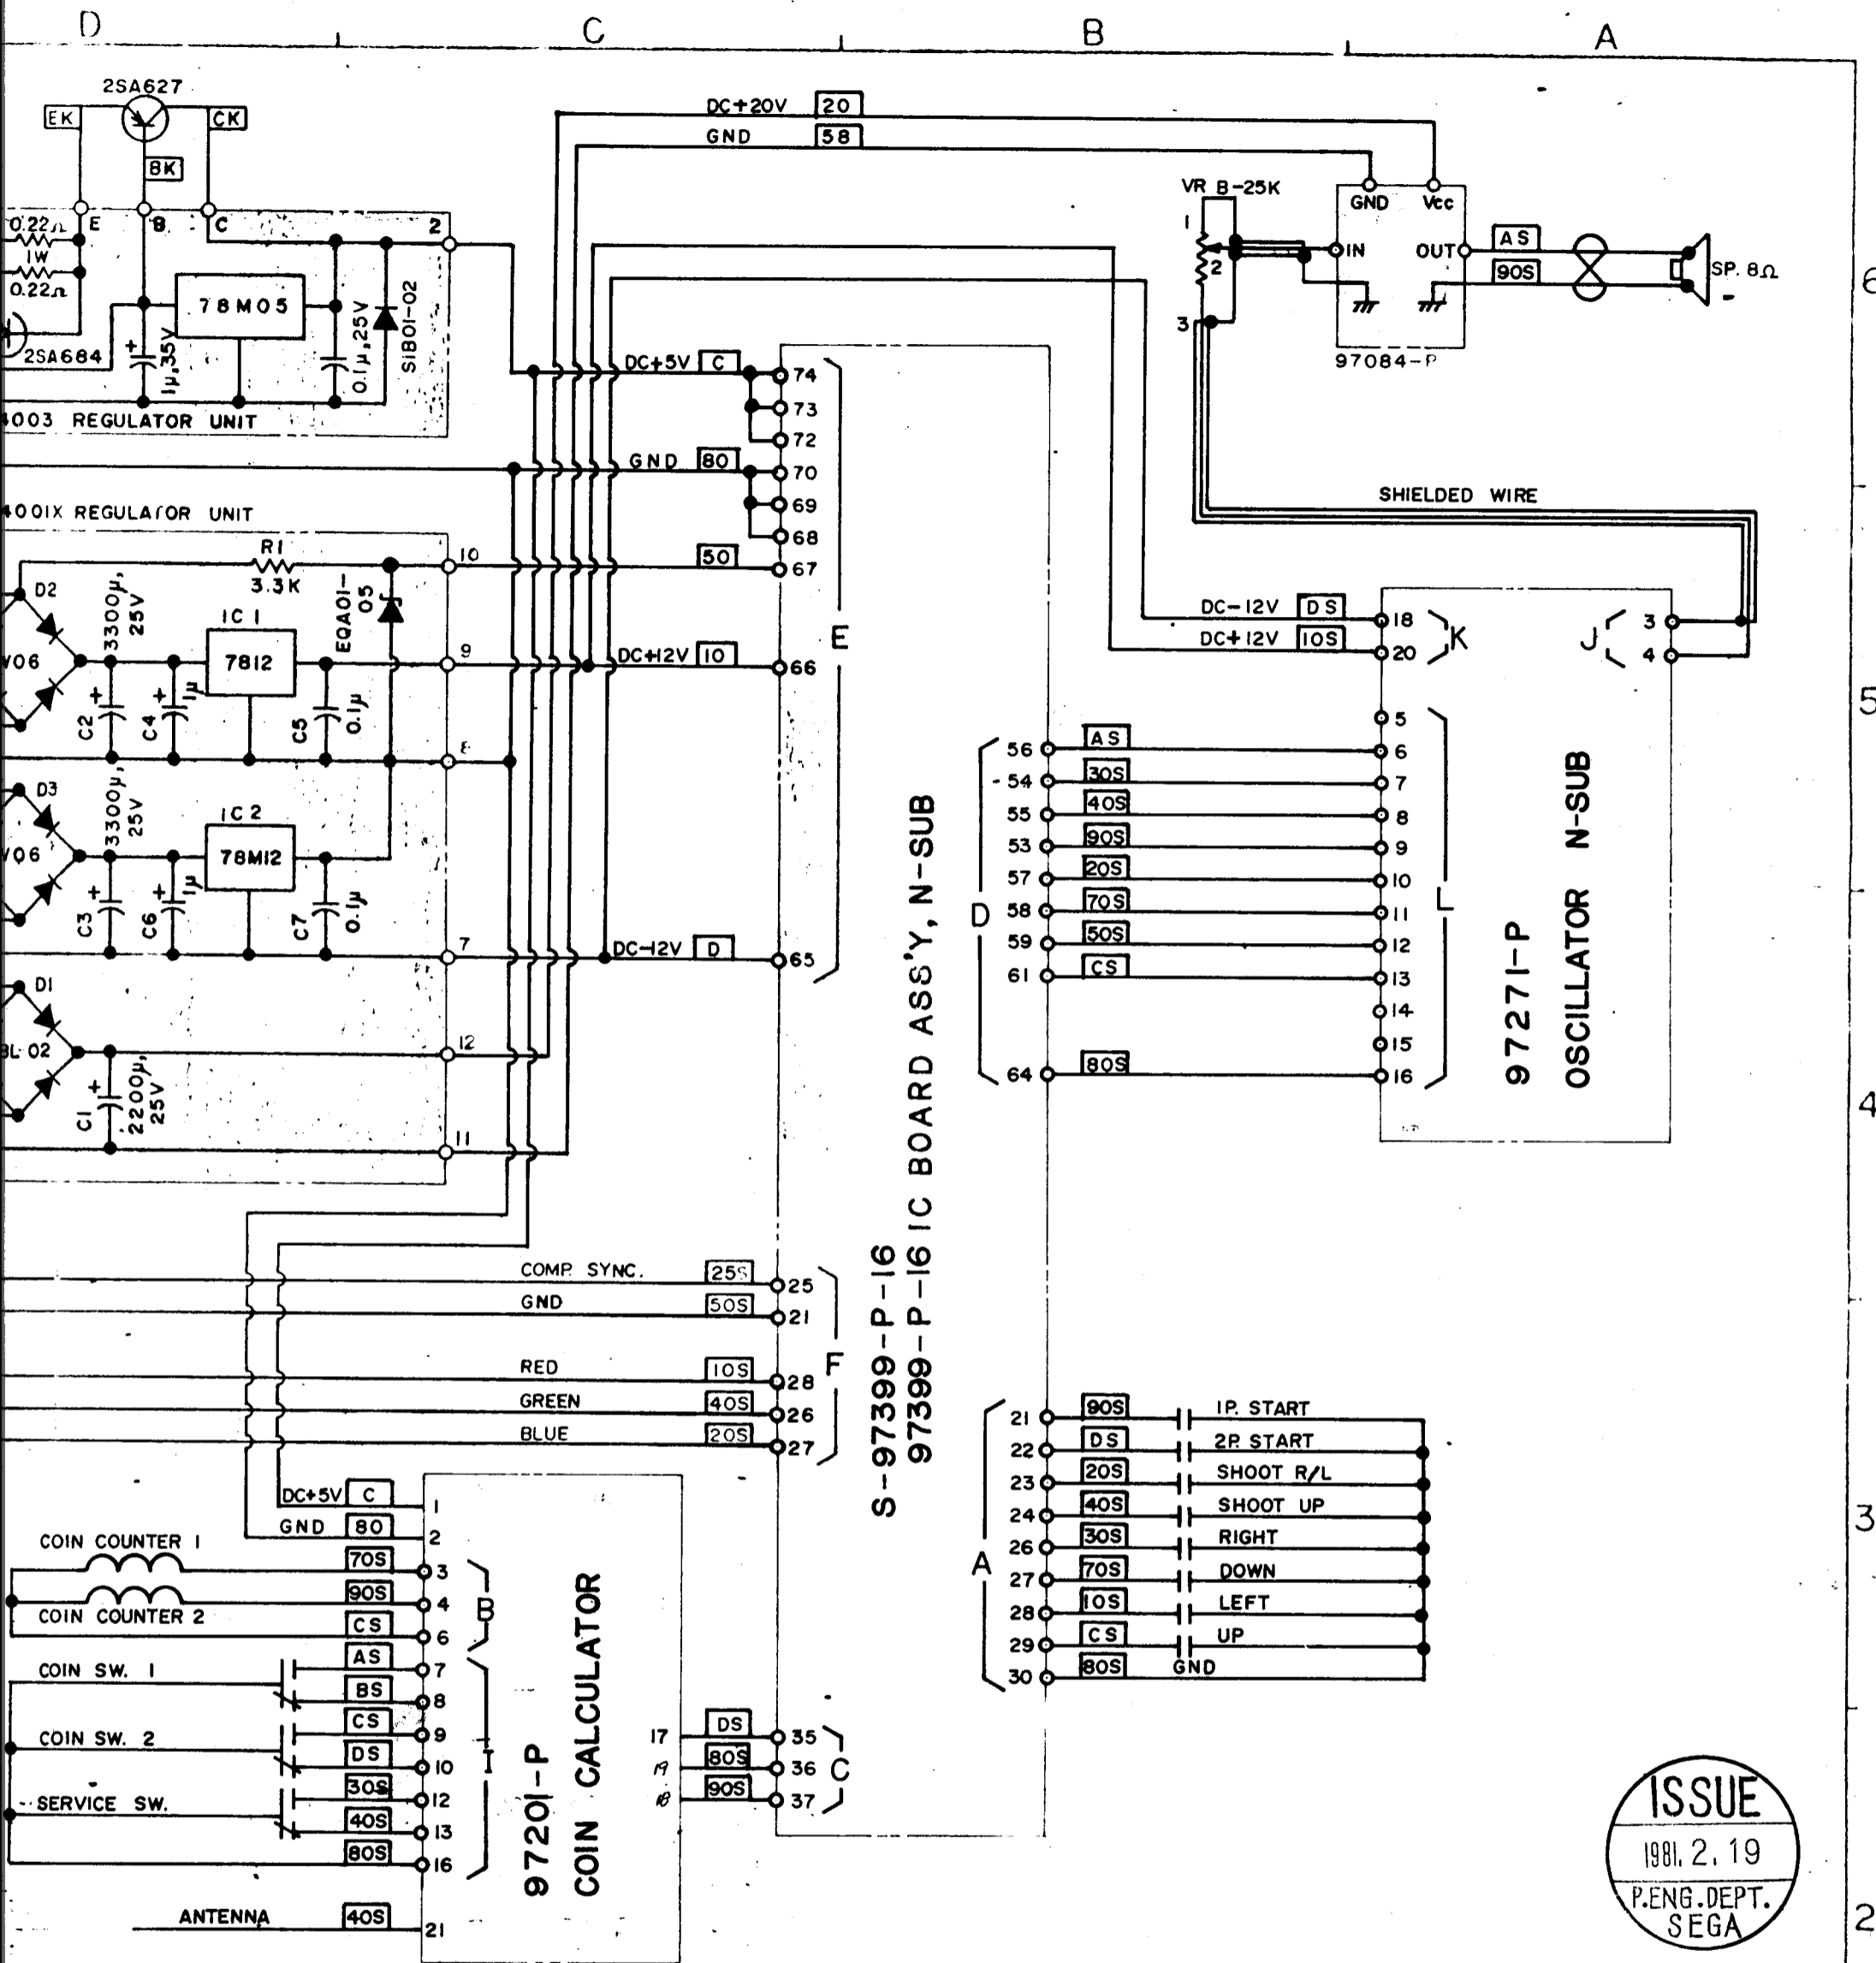 D C B A
2SA627
EK CK
BK
DC+20V 20
GND 58
0.22Ω E B C 2
1W
0.22Ω
78M05
2SA684
+ 1µ,35V
0.1µ,25V
SIB01-02
4003 REGULATOR UNIT
VR B-25K
1
2
3
GND Vcc
IN OUT
97084-P
AS
90S
SP. 8Ω
6
DC+5V C 74
73
72
GND 80 70
69
68
50 67
E
DC+12V 10 66
DC-12V D 65
SHIELDED WIRE
4001X REGULATOR UNIT
R1
3.3K
10
D2
3300µ, 25V
IC1
7812
EQA01-05
9
V06
C2 +
C4 + 1µ
C5 0.1µ
8
D3
3300µ, 25V
IC2
78M12
V06
C3 +
C6 + 1µ
C7 0.1µ
7
D1
12
BL 02
C1 +
2200µ, 25V
11
DC-12V DS 18
DC+12V 10S 20
K
J
3
4
5
5
56 AS 6
54 30S 7
55 40S 8
53 90S 9
57 20S 10
58 70S 11
59 50S 12
61 CS 13
14
15
64 80S 16
D
L
97271-P
OSCILLATOR N-SUB
4
S-97399-P-16
97399-P-16 IC BOARD ASS'Y, N-SUB
COMP. SYNC. 25S 25
GND 50S 21
RED 10S 28
GREEN 40S 26
BLUE 20S 27
F
21 90S 1P. START
22 DS 2P. START
23 20S SHOOT R/L
24 40S SHOOT UP
26 30S RIGHT
27 70S DOWN
28 10S LEFT
29 CS UP
30 80S GND
A
3
DC+5V C 1
GND 80 2
COIN COUNTER 1 70S 3
90S 4
COIN COUNTER 2
CS 6
B
AS 7
COIN SW. 1
BS 8
CS 9
COIN SW. 2
DS 10
30S 12
SERVICE SW.
40S 13
80S 16
I
ANTENNA 40S 21
97201-P
COIN CALCULATOR
17 DS 35
19 80S 36
18 90S 37
C
ISSUE
1981. 2. 19
P.ENG.DEPT.
SEGA
2